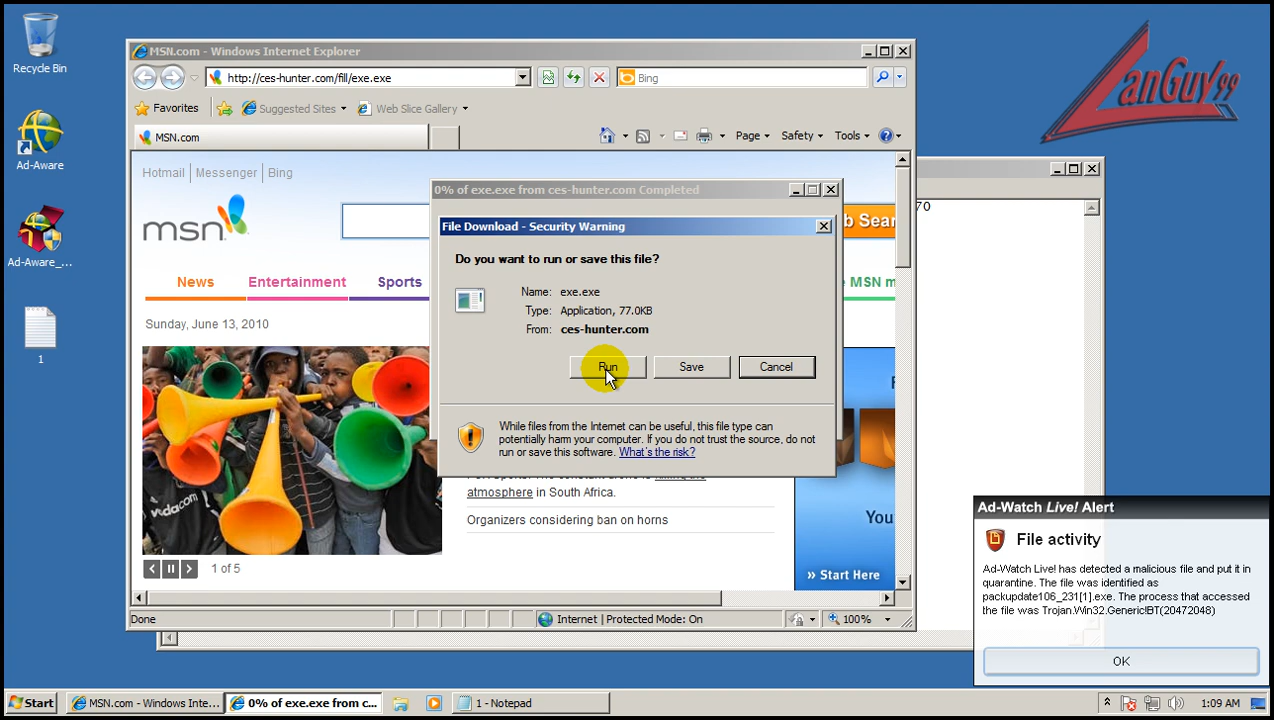 Recycle Bin
Ad-Aware
Ad-Aware_...
1
LanGuy99
MSN.com - Windows Internet Explorer
http://ces-hunter.com/fill/exe.exe
Bing
Favorites
Suggested Sites
Web Slice Gallery
MSN.com
Page
Safety
Tools
Hotmail | Messenger | Bing
msn
News
Entertainment
Sports
Sunday, June 13, 2010
0% of exe.exe from ces-hunter.com Completed
File Download - Security Warning
Do you want to run or save this file?
Name: exe.exe
Type: Application, 77.0KB
From: ces-hunter.com
Run
Save
Cancel
While files from the Internet can be useful, this file type can
potentially harm your computer. If you do not trust the source, do not
run or save this software. What's the risk?
70
b Sear
MSN m
atmosphere in South Africa.
Organizers considering ban on horns
You
» Start Here
1 of 5
Done
Internet | Protected Mode: On
100%
Ad-Watch Live! Alert
File activity
Ad-Watch Live! has detected a malicious file and put it in
quarantine. The file was identified as
packupdate106_231[1].exe. The process that accessed
the file was Trojan.Win32.Generic!BT(20472048)
OK
Start
MSN.com - Windows Inte...
0% of exe.exe from c...
1 - Notepad
1:09 AM